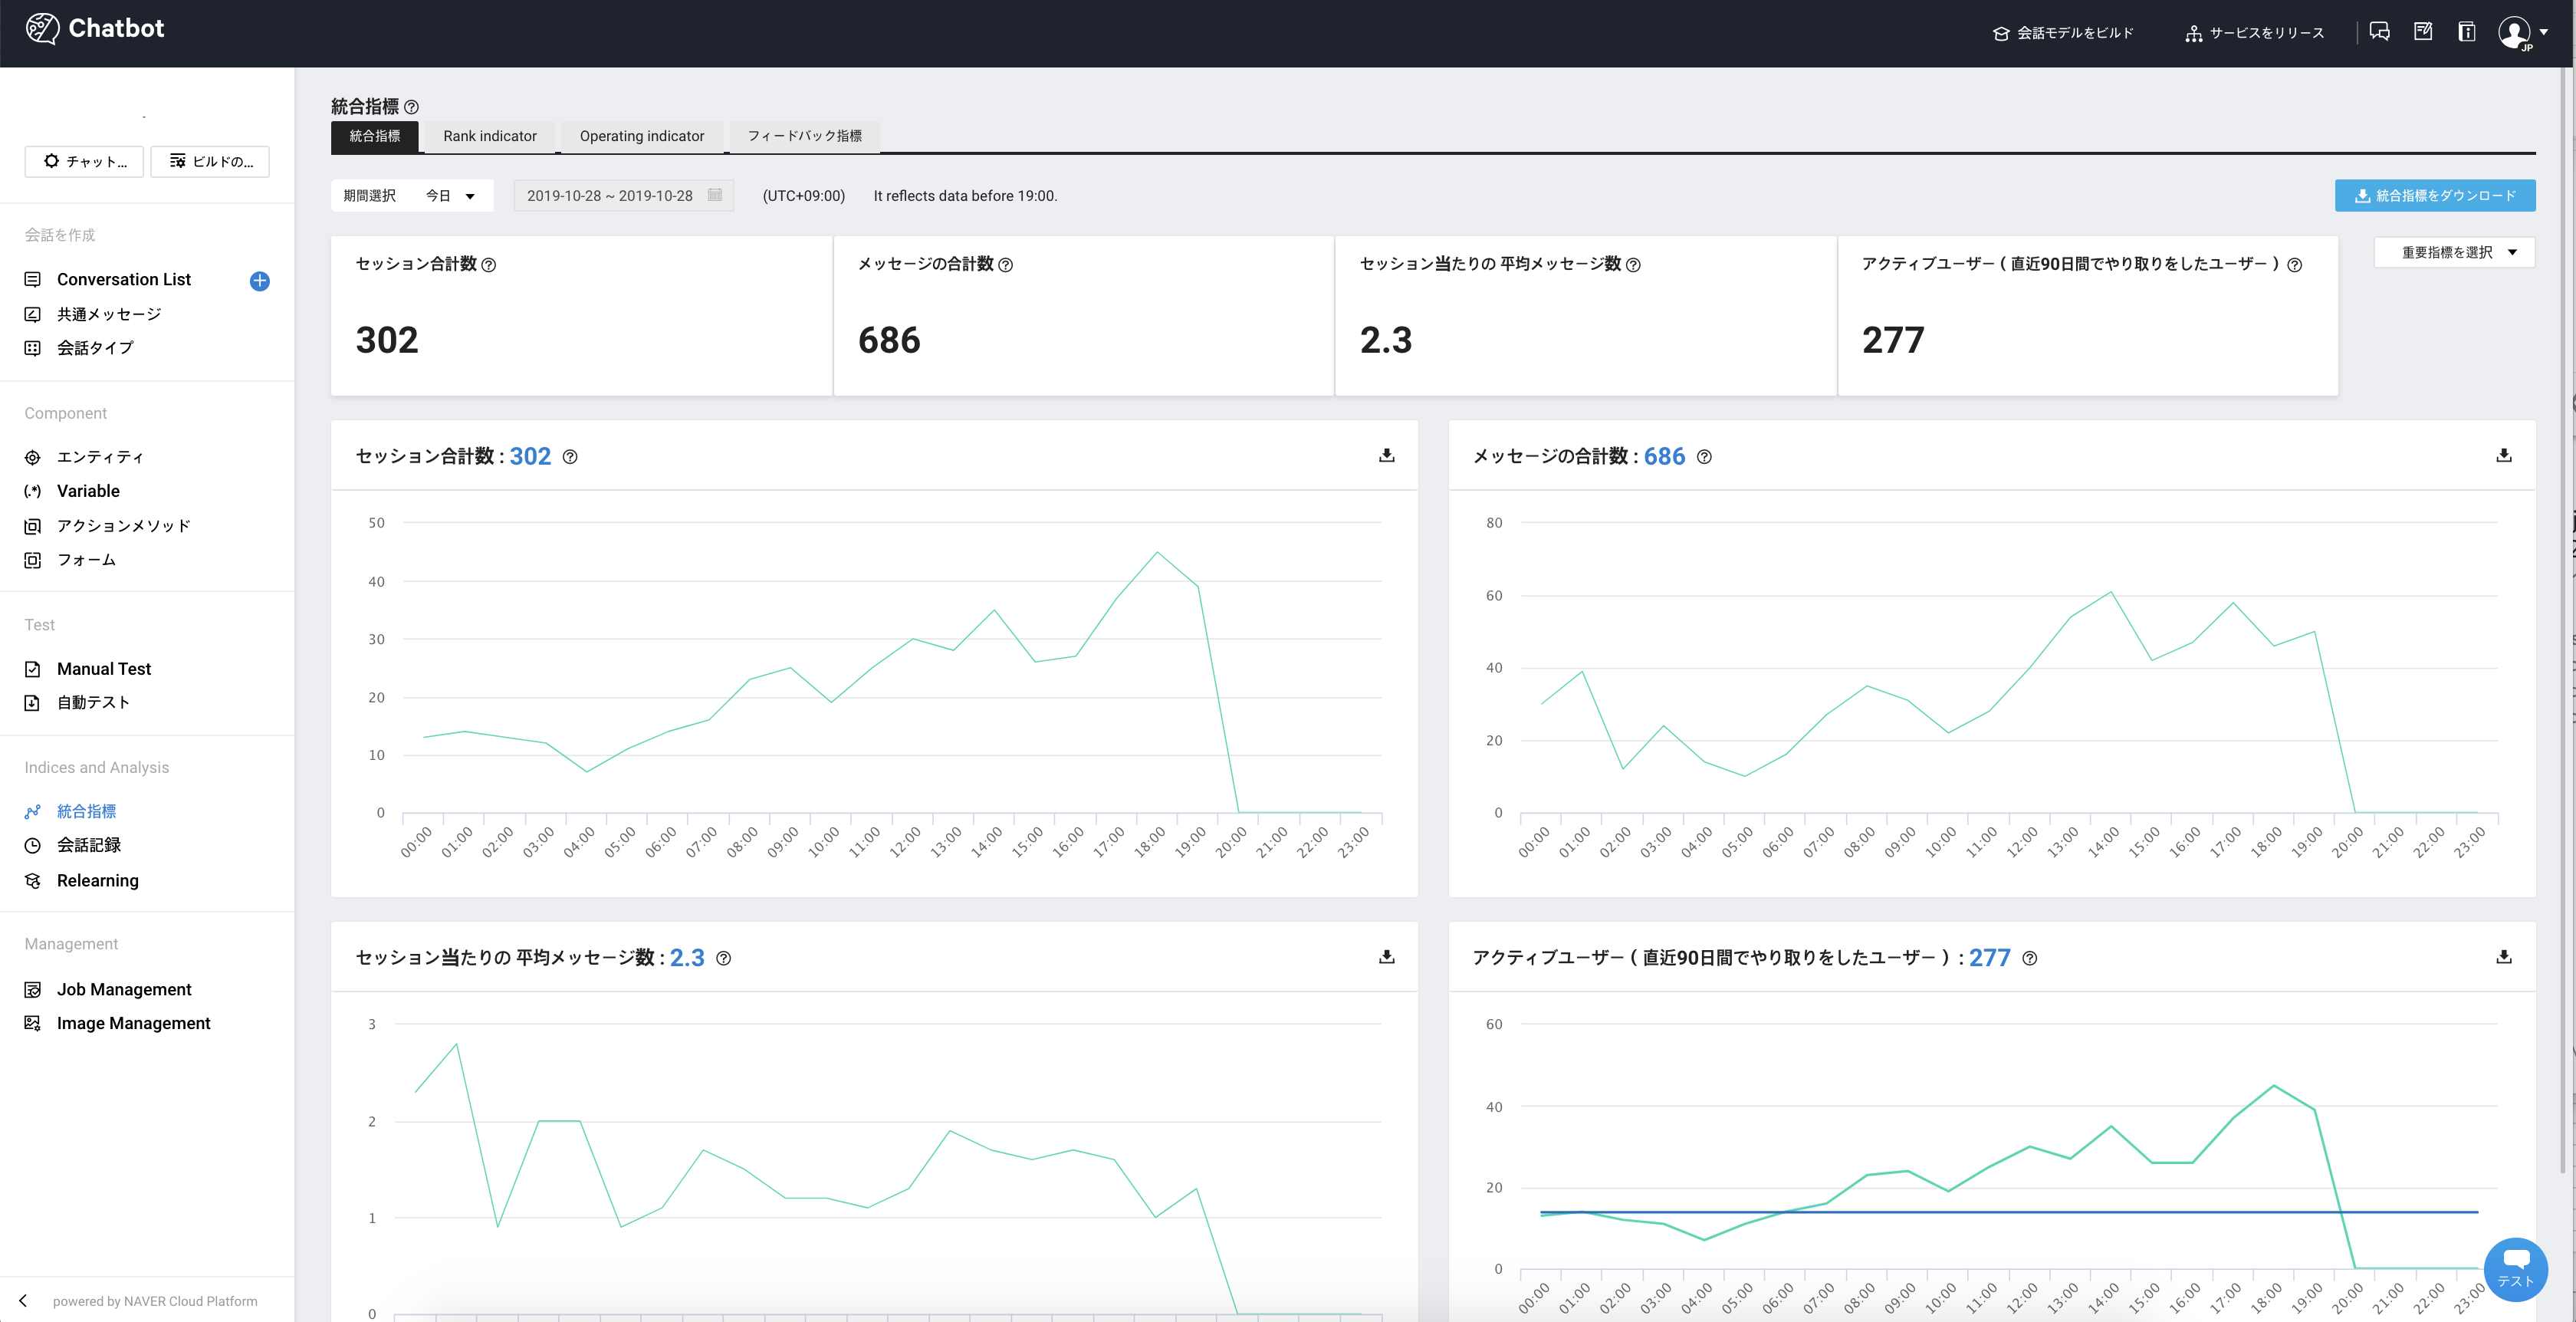 Chatbot
会話モデルをビルド
サービスをリリース
JP
チャット...
ビルドの...
会話を作成
Conversation List
共通メッセージ
会話タイプ
Component
エンティティ
Variable
アクションメソッド
フォーム
Test
Manual Test
自動テスト
Indices and Analysis
統合指標
会話記録
Relearning
Management
Job Management
Image Management
powered by NAVER Cloud Platform
統合指標
統合指標 Rank indicator Operating indicator フィードバック指標
期間選択 今日 2019-10-28 ~ 2019-10-28 (UTC+09:00) It reflects data before 19:00.
統合指標をダウンロード
セッション合計数
302
メッセージの合計数
686
セッション当たりの 平均メッセージ数
2.3
アクティブユーザー ( 直近90日間でやり取りをしたユーザー )
277
重要指標を選択
セッション合計数 : 302
50
40
30
20
10
0
00:00 01:00 02:00 03:00 04:00 05:00 06:00 07:00 08:00 09:00 10:00 11:00 12:00 13:00 14:00 15:00 16:00 17:00 18:00 19:00 20:00 21:00 22:00 23:00
メッセージの合計数 : 686
80
60
40
20
0
00:00 01:00 02:00 03:00 04:00 05:00 06:00 07:00 08:00 09:00 10:00 11:00 12:00 13:00 14:00 15:00 16:00 17:00 18:00 19:00 20:00 21:00 22:00 23:00
セッション当たりの 平均メッセージ数 : 2.3
3
2
1
0
アクティブユーザー ( 直近90日間でやり取りをしたユーザー ) : 277
60
40
20
0
00:00 01:00 02:00 03:00 04:00 05:00 06:00 07:00 08:00 09:00 10:00 11:00 12:00 13:00 14:00 15:00 16:00 17:00 18:00 19:00 20:00 21:00 22:00 23:00
テスト